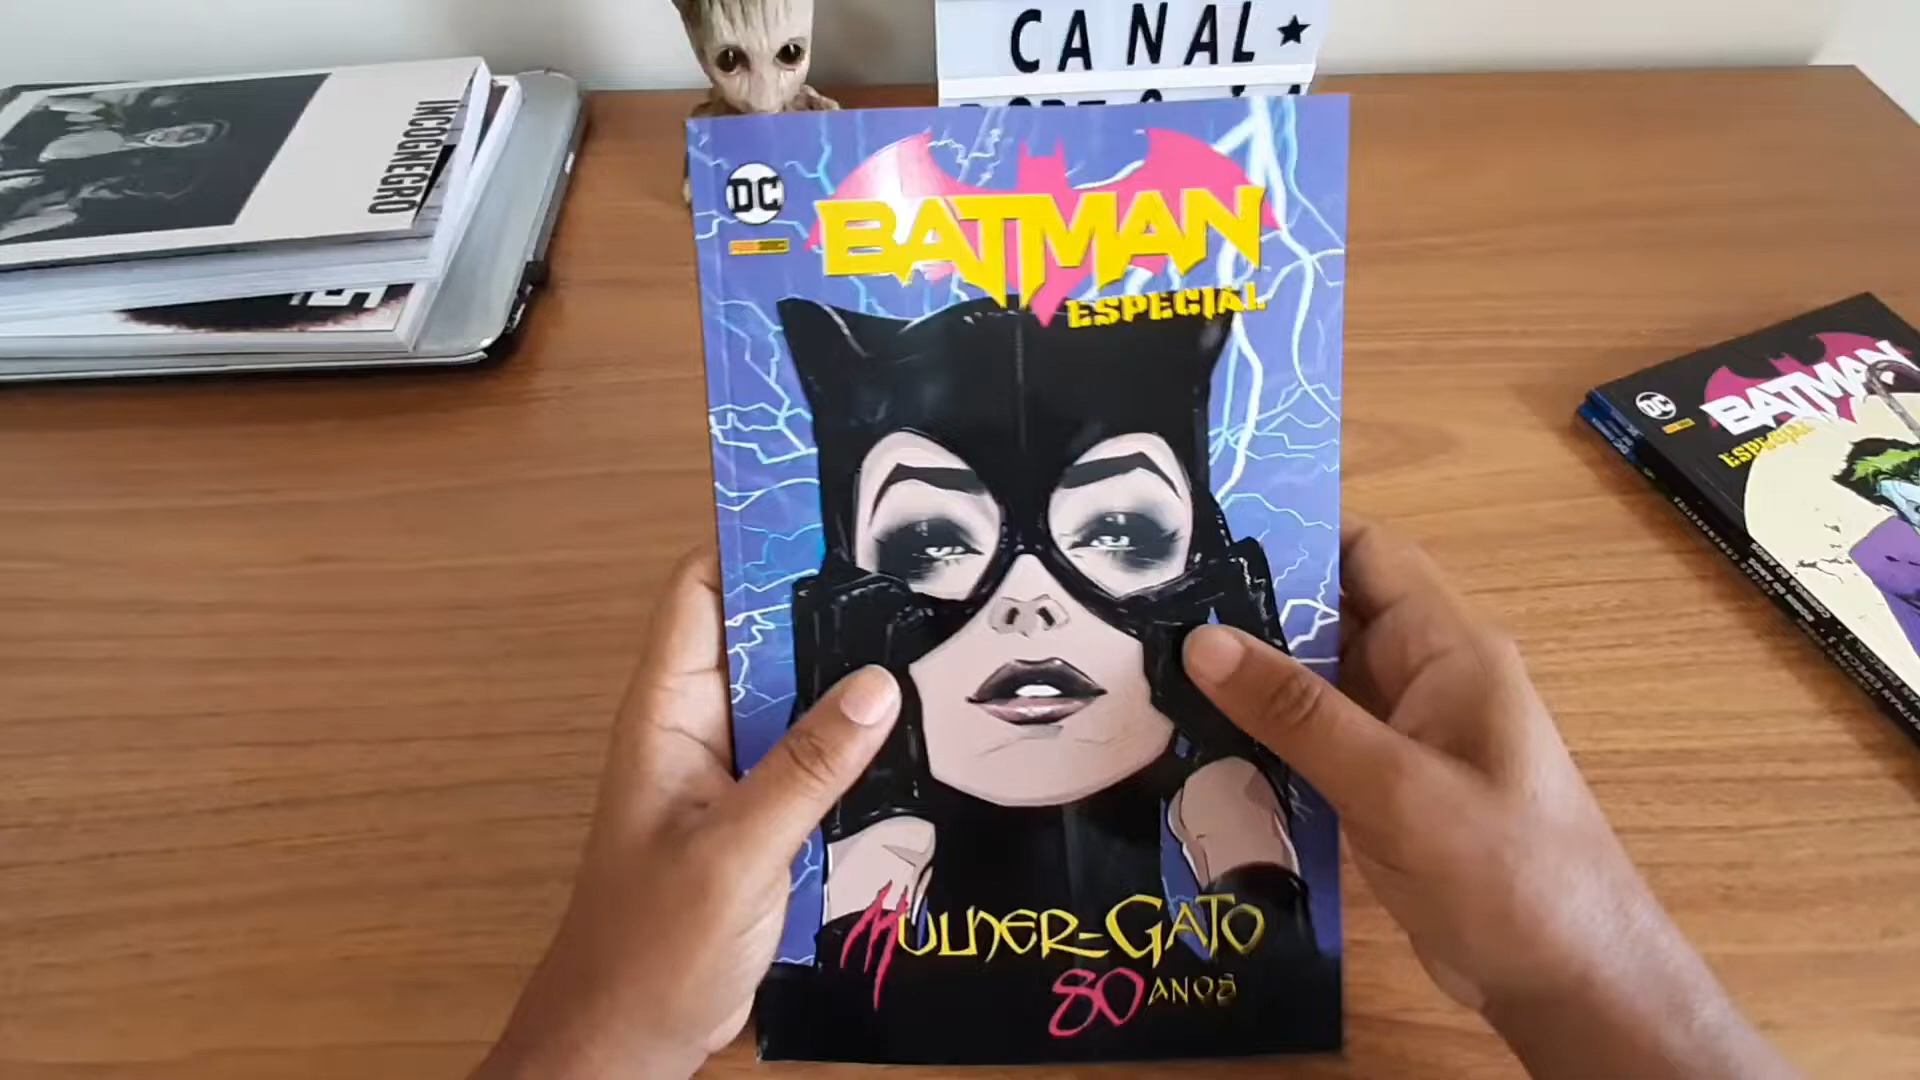 CANAL ★
INCOGNEGRO
DC
BATMAN
ESPECIAL
MULHER-GATO
80 ANOS
DC
BATMAN
ESPECIAL